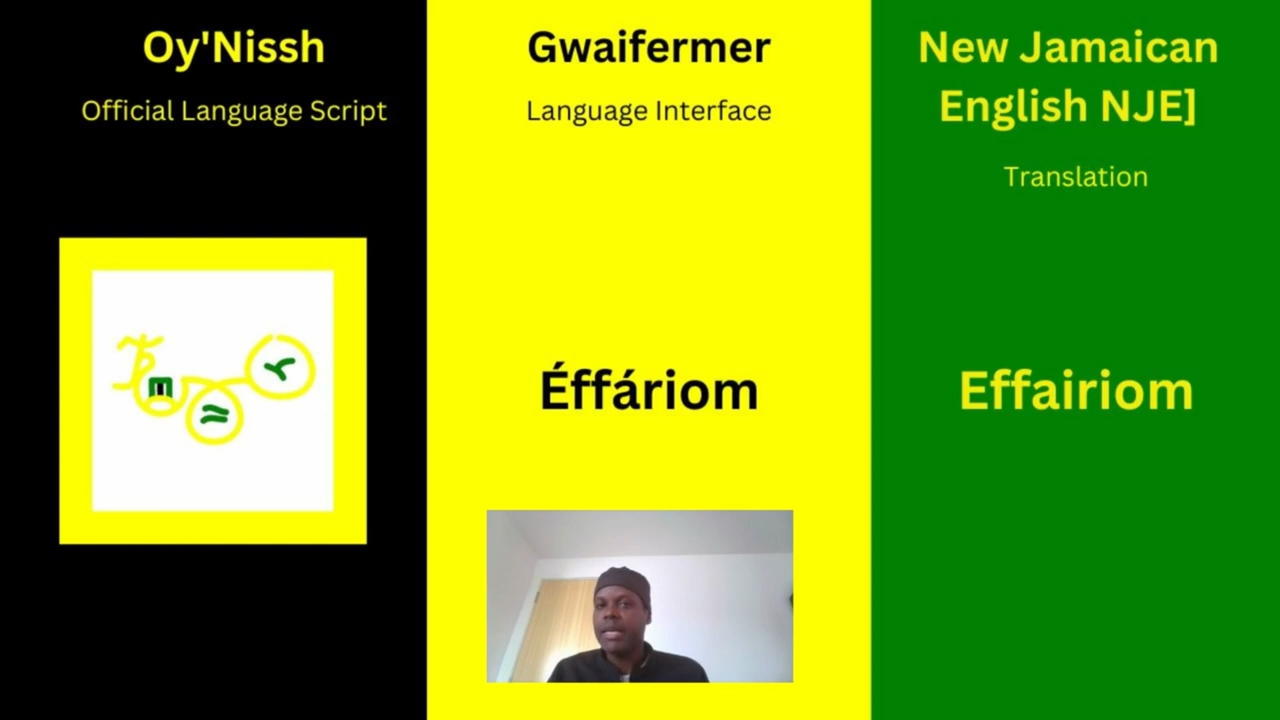 Oy'Nissh
Official Language Script
Gwaifermer
Language Interface
Éffáriom
New Jamaican
English NJE]
Translation
Effairiom